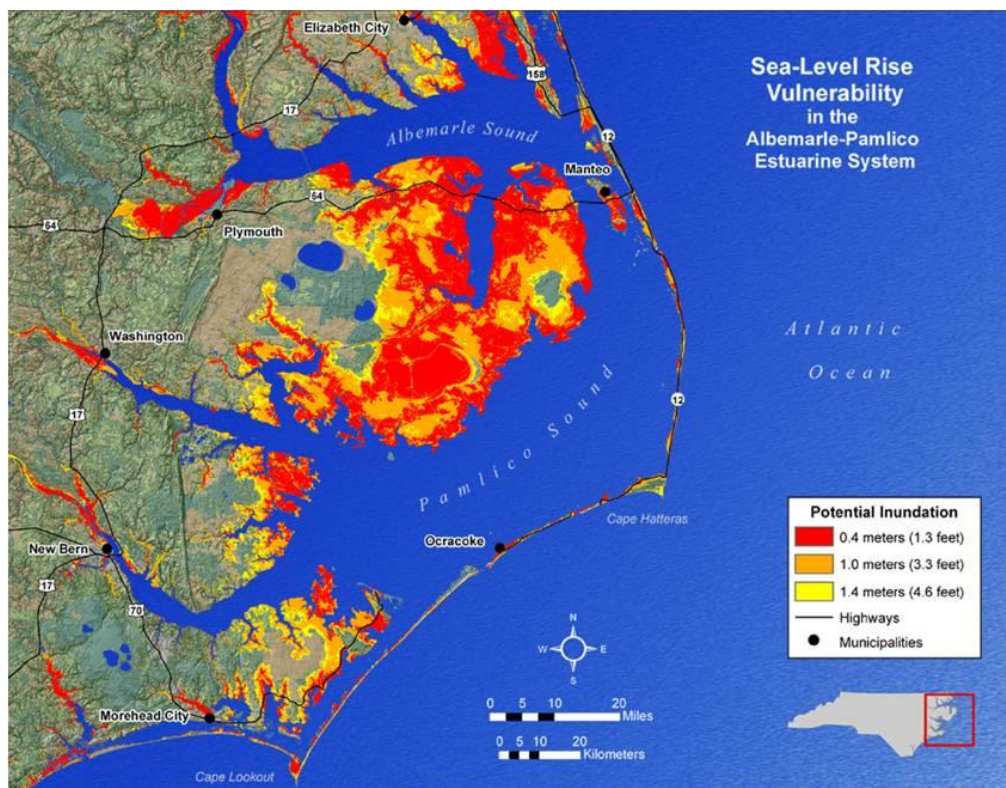 Sea-Level Rise
Vulnerability
in the
Albemarle-Pamlico
Estuarine System
Elizabeth City
158
17
Albemarle Sound
12
Manteo
64
64
Plymouth
Washington
Atlantic
Ocean
17
12
Pamlico Sound
Cape Hatteras
Ocracoke
New Bern
17
70
Morehead City
Cape Lookout
Potential Inundation
0.4 meters (1.3 feet)
1.0 meters (3.3 feet)
1.4 meters (4.6 feet)
Highways
Municipalities
N
W E
S
0 5 10 20
Miles
0 5 10 20
Kilometers